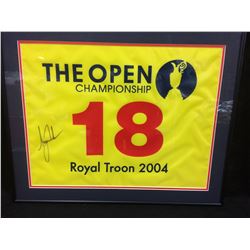 THE OPEN
CHAMPIONSHIP
18
Royal Troon 2004